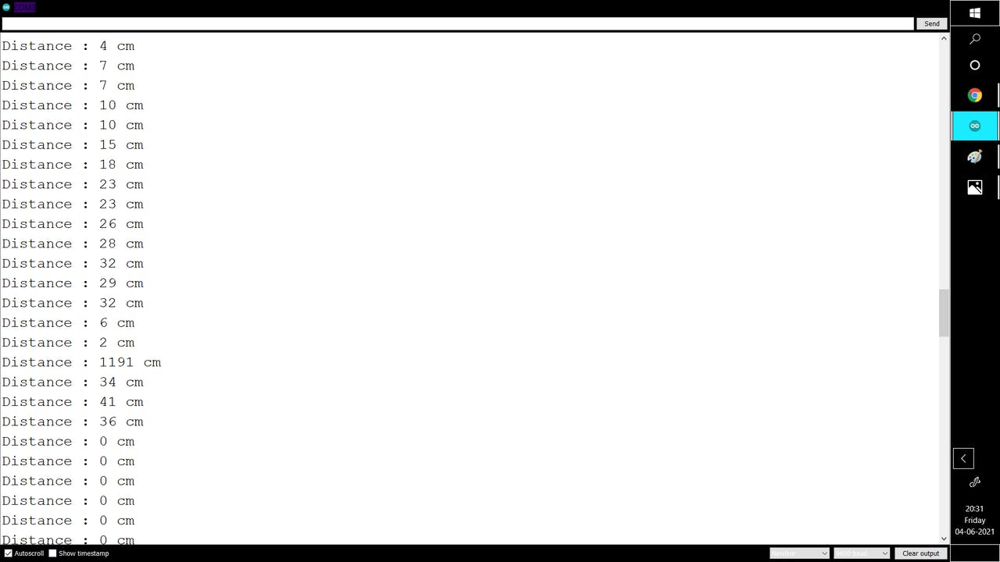 Send
Distance : 4 cm
Distance : 7 cm
Distance : 7 cm
Distance : 10 cm
Distance : 10 cm
Distance : 15 cm
Distance : 18 cm
Distance : 23 cm
Distance : 23 cm
Distance : 26 cm
Distance : 28 cm
Distance : 32 cm
Distance : 29 cm
Distance : 32 cm
Distance : 6 cm
Distance : 2 cm
Distance : 1191 cm
Distance : 34 cm
Distance : 41 cm
Distance : 36 cm
Distance : 0 cm
Distance : 0 cm
Distance : 0 cm
Distance : 0 cm
Distance : 0 cm
Distance : 0 cm
Autoscroll Show timestamp Newline 9600 baud Clear output
20:31
Friday
04-06-2021